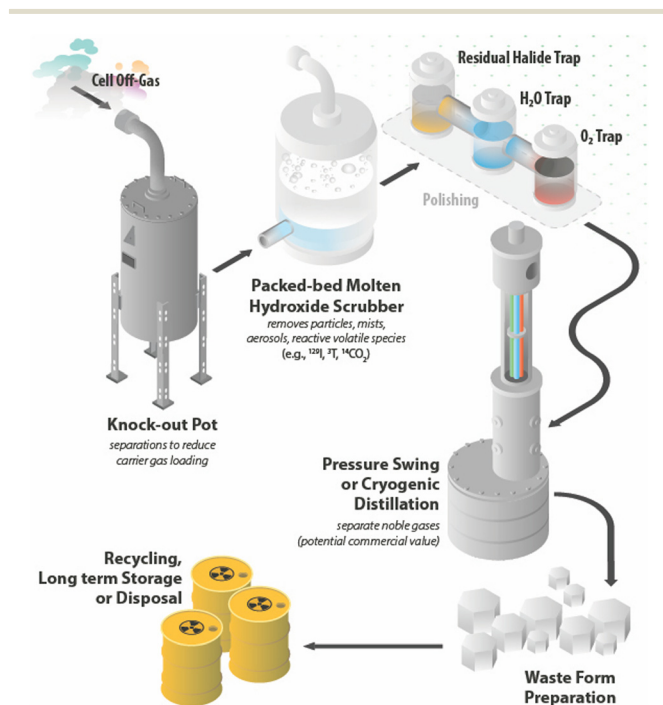 Cell Off-Gas
Residual Halide Trap
H₂O Trap
O₂ Trap
Polishing
Packed-bed Molten
Hydroxide Scrubber
removes particles, mists,
aerosols, reactive volatile species
(e.g., ¹²⁹I, ³T, ¹⁴CO₂)
Knock-out Pot
separations to reduce
carrier gas loading
Pressure Swing
or Cryogenic
Distillation
separate noble gases
(potential commercial value)
Recycling,
Long term Storage
or Disposal
Waste Form
Preparation